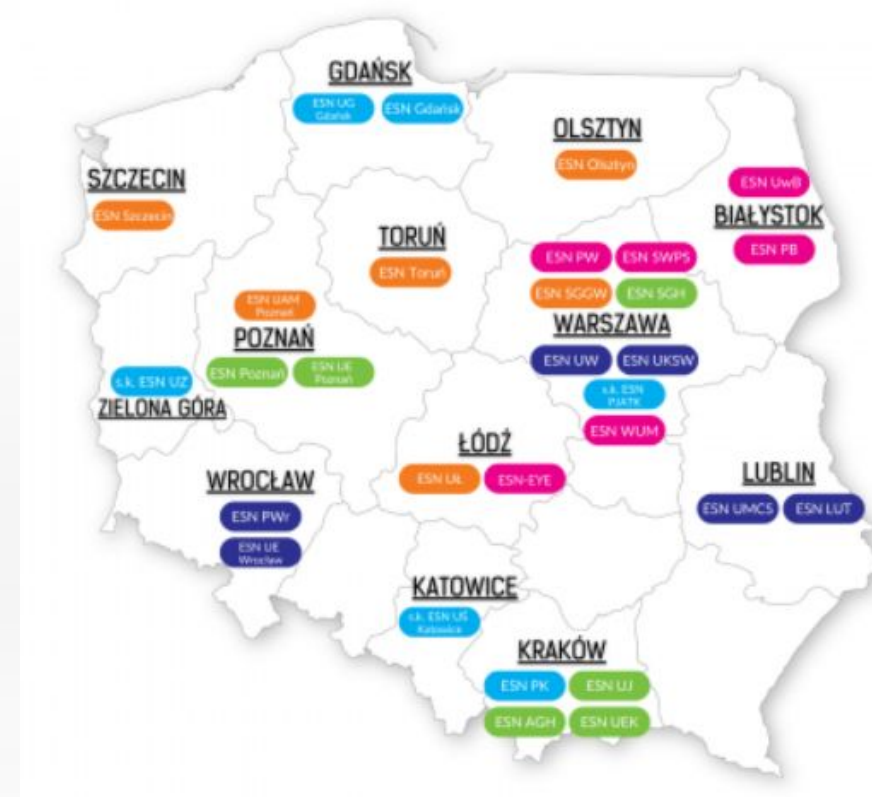 GDAŃSK
ESN UG
Gdańsk
ESN Gdańsk
OLSZTYN
ESN Olsztyn
SZCZECIN
ESN Szczecin
ESN UwB
BIAŁYSTOK
ESN PB
TORUŃ
ESN Toruń
ESN PW
ESN SWPS
ESN SGGW
ESN SGH
WARSZAWA
ESN UW
ESN UKSW
s.k. ESN
PJATK
ESN WUM
ESN UAM
Poznań
POZNAŃ
ESN Poznań
ESN UE
Poznań
s.k. ESN UZ
ZIELONA GÓRA
ŁÓDŹ
ESN UŁ
ESN-EYE
WROCŁAW
ESN PWr
ESN UE
Wrocław
LUBLIN
ESN UMCS
ESN LUT
KATOWICE
s.k. ESN UŚ
Katowice
KRAKÓW
ESN PK
ESN UJ
ESN AGH
ESN UEK